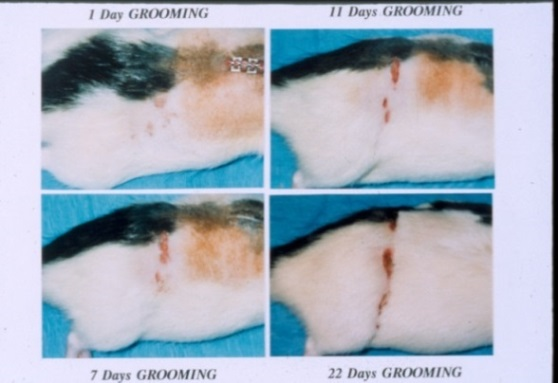 1 Day GROOMING
11 Days GROOMING
7 Days GROOMING
22 Days GROOMING